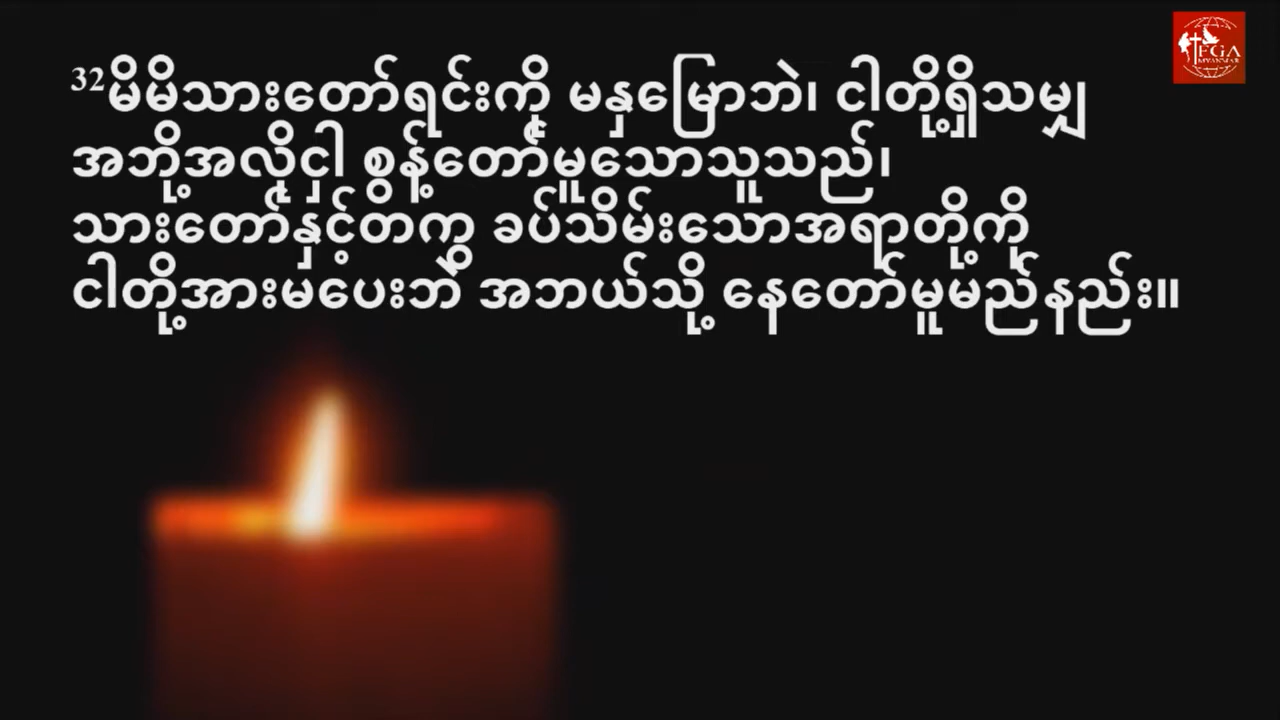 ³²မိမိသားတော်ရင်းကို မနှမြောဘဲ၊ ငါတို့ရှိသမျှ
အဘို့အလိုငှါ စွန့်တော်မူသောသူသည်၊
သားတော်နှင့်တကွ ခပ်သိမ်းသောအရာတို့ကို
ငါတို့အားမပေးဘဲ အဘယ်သို့ နေတော်မူမည်နည်း။
FGA
MYANMAR